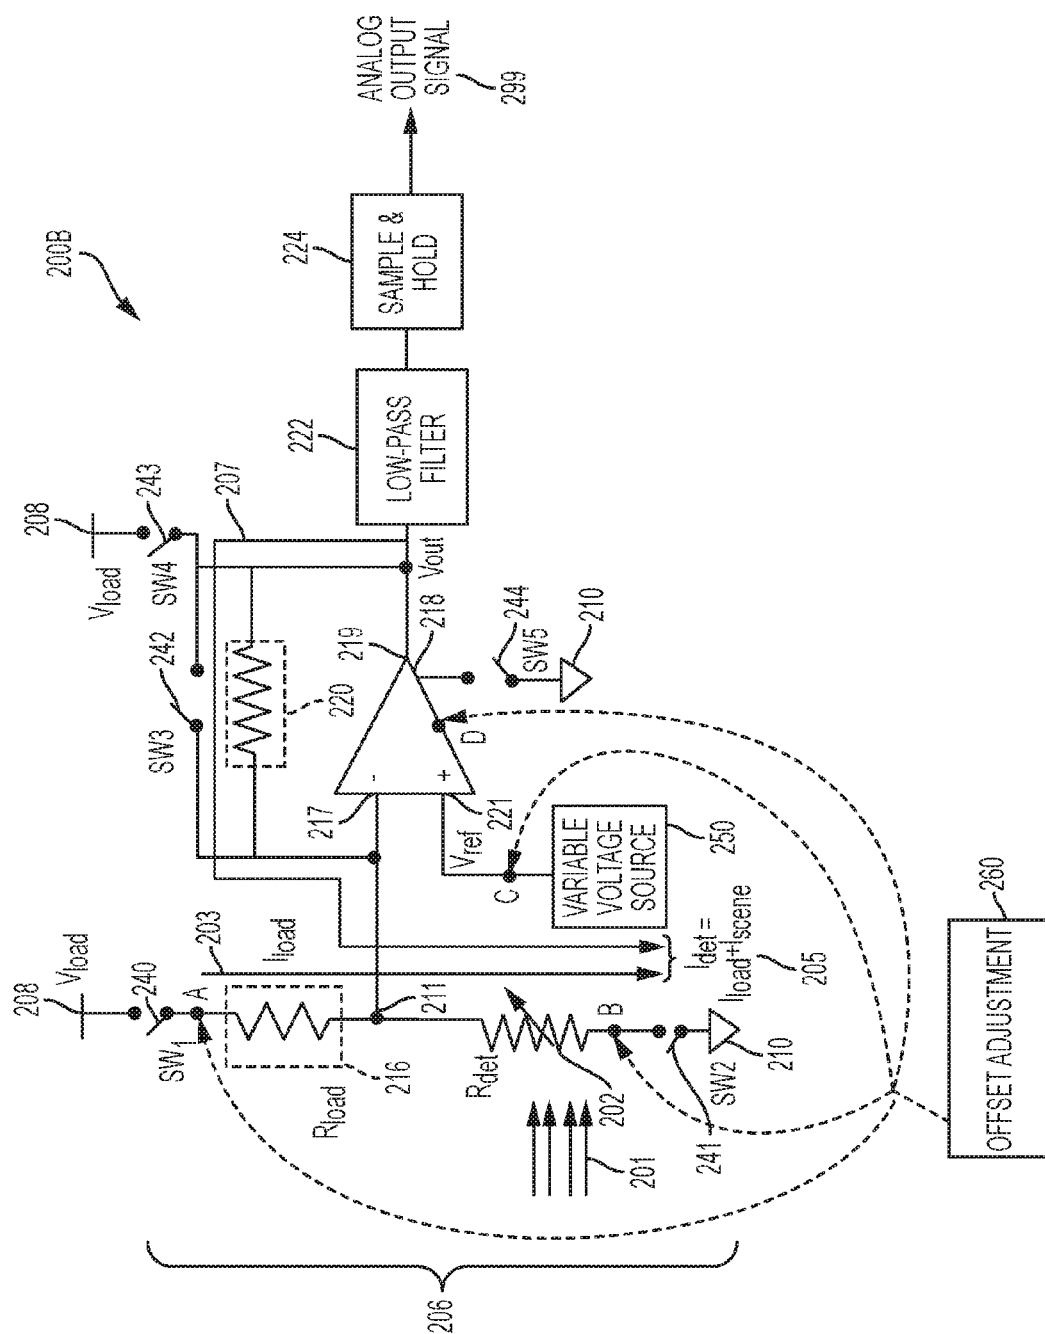 200B
ANALOG
OUTPUT
SIGNAL
299
224
SAMPLE &
HOLD
222
LOW-PASS
FILTER
208
Vload
243
SW4
207
242
SW3
220
Vout
219
218
244
SW5
210
217
-
+
221
D
Vref
C
VARIABLE
VOLTAGE
SOURCE
250
208
Vload
240
SW1
A
203
Iload
216
Rload
211
Rdet
202
201
B
241
SW2
210
Idet =
Iload+Iscene
205
206
OFFSET ADJUSTMENT
260